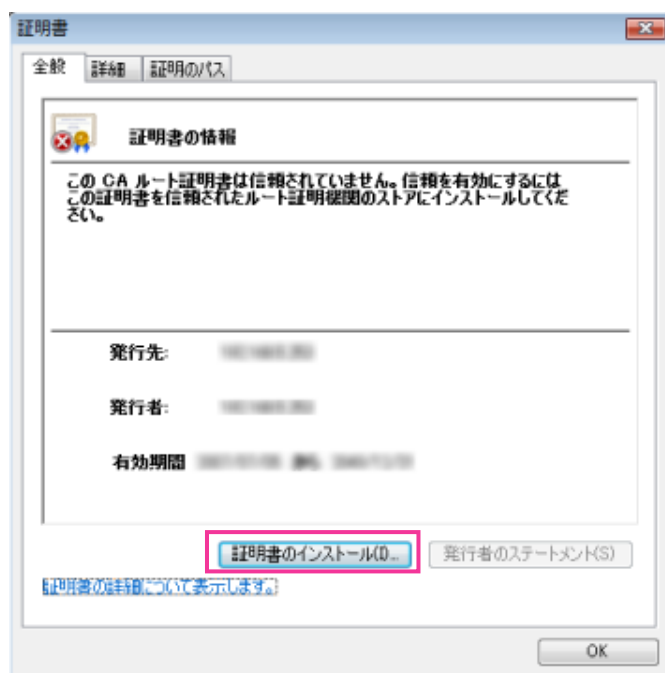 証明書
全般 詳細 証明のパス
証明書の情報
この CA ルート証明書は信頼されていません。信頼を有効にするには
この証明書を信頼されたルート証明機関のストアにインストールしてくだ
さい。
発行先:
発行者:
有効期間 から
証明書のインストール(I)... 発行者のステートメント(S)
証明書の詳細について表示します。
OK